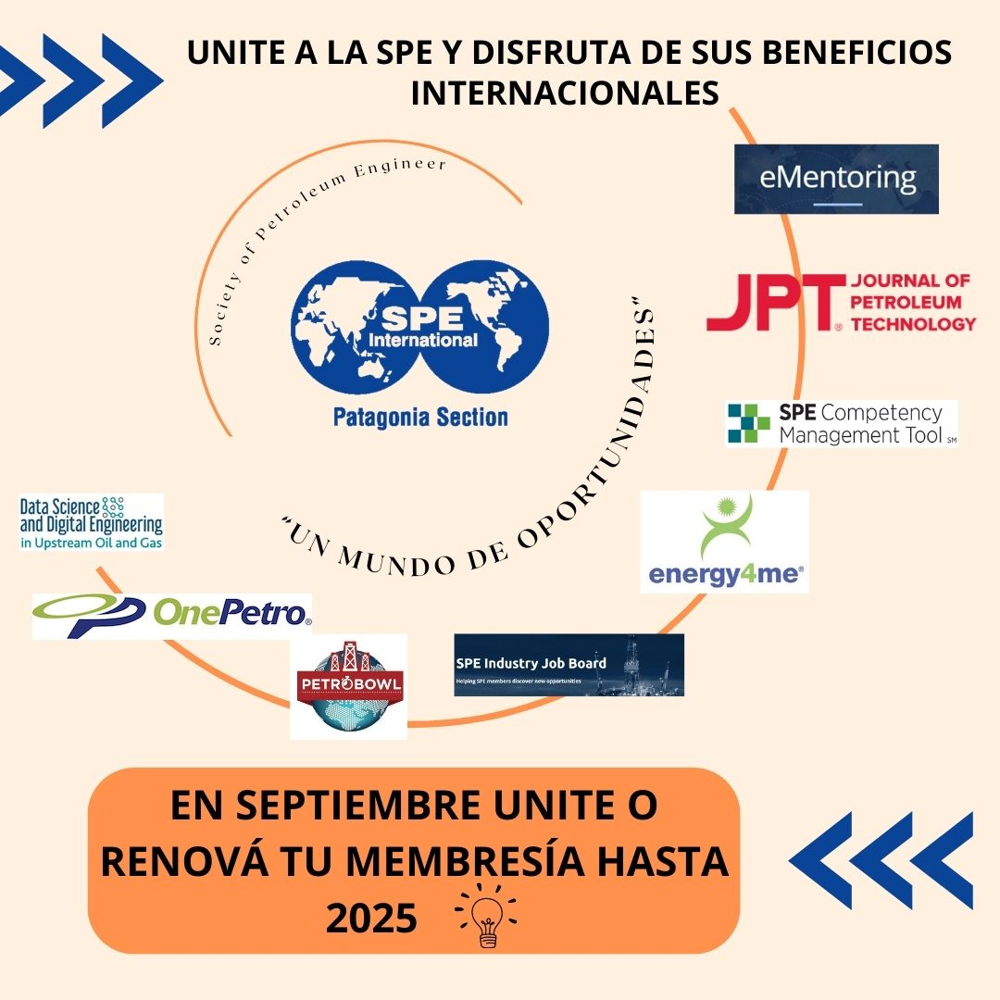 UNITE A LA SPE Y DISFRUTA DE SUS BENEFICIOS
INTERNACIONALES
Society of Petroleum Engineer
SPE
International
Patagonia Section
"UN MUNDO DE OPORTUNIDADES"
eMentoring
JPT® JOURNAL OF
PETROLEUM
TECHNOLOGY
SPE Competency
Management Tool SM
energy4me®
SPE Industry Job Board
Helping SPE members discover new opportunities
PETROBOWL
OnePetro®
Data Science
and Digital Engineering
in Upstream Oil and Gas
EN SEPTIEMBRE UNITE O
RENOVÁ TU MEMBRESÍA HASTA
2025